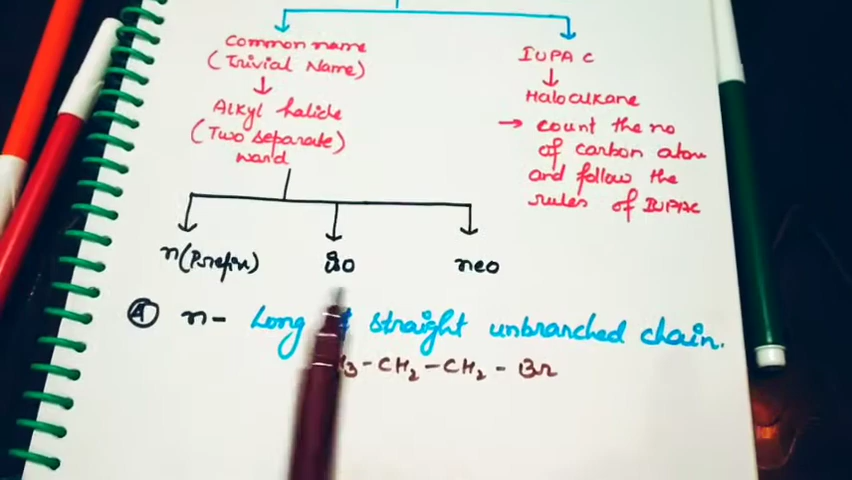 Common name
(Trivial Name)
Alkyl halide
(Two separate)
word
IUPAC
Haloalkane
→ count the no
of carbon atom
and follow the
rules of IUPAC
n(Prefix)
iso
neo
(A) n- Long straight unbranched chain.
-CH2-CH2-Br